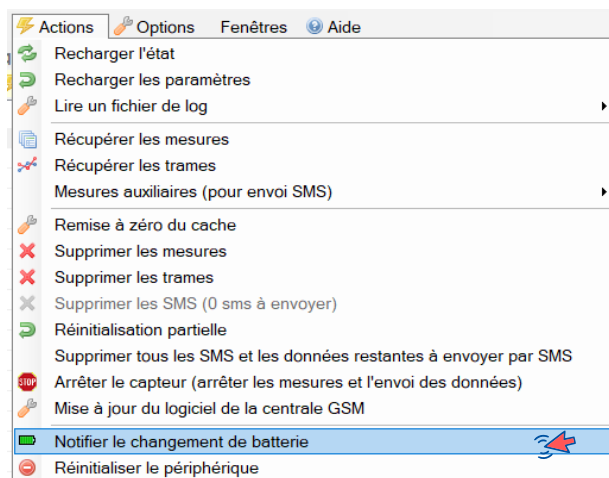 Actions Options Fenêtres Aide
Recharger l'état
Recharger les paramètres
Lire un fichier de log
Récupérer les mesures
Récupérer les trames
Mesures auxiliaires (pour envoi SMS)
Remise à zéro du cache
Supprimer les mesures
Supprimer les trames
Supprimer les SMS (0 sms à envoyer)
Réinitialisation partielle
Supprimer tous les SMS et les données restantes à envoyer par SMS
STOP Arrêter le capteur (arrêter les mesures et l'envoi des données)
Mise à jour du logiciel de la centrale GSM
Notifier le changement de batterie
Réinitialiser le périphérique